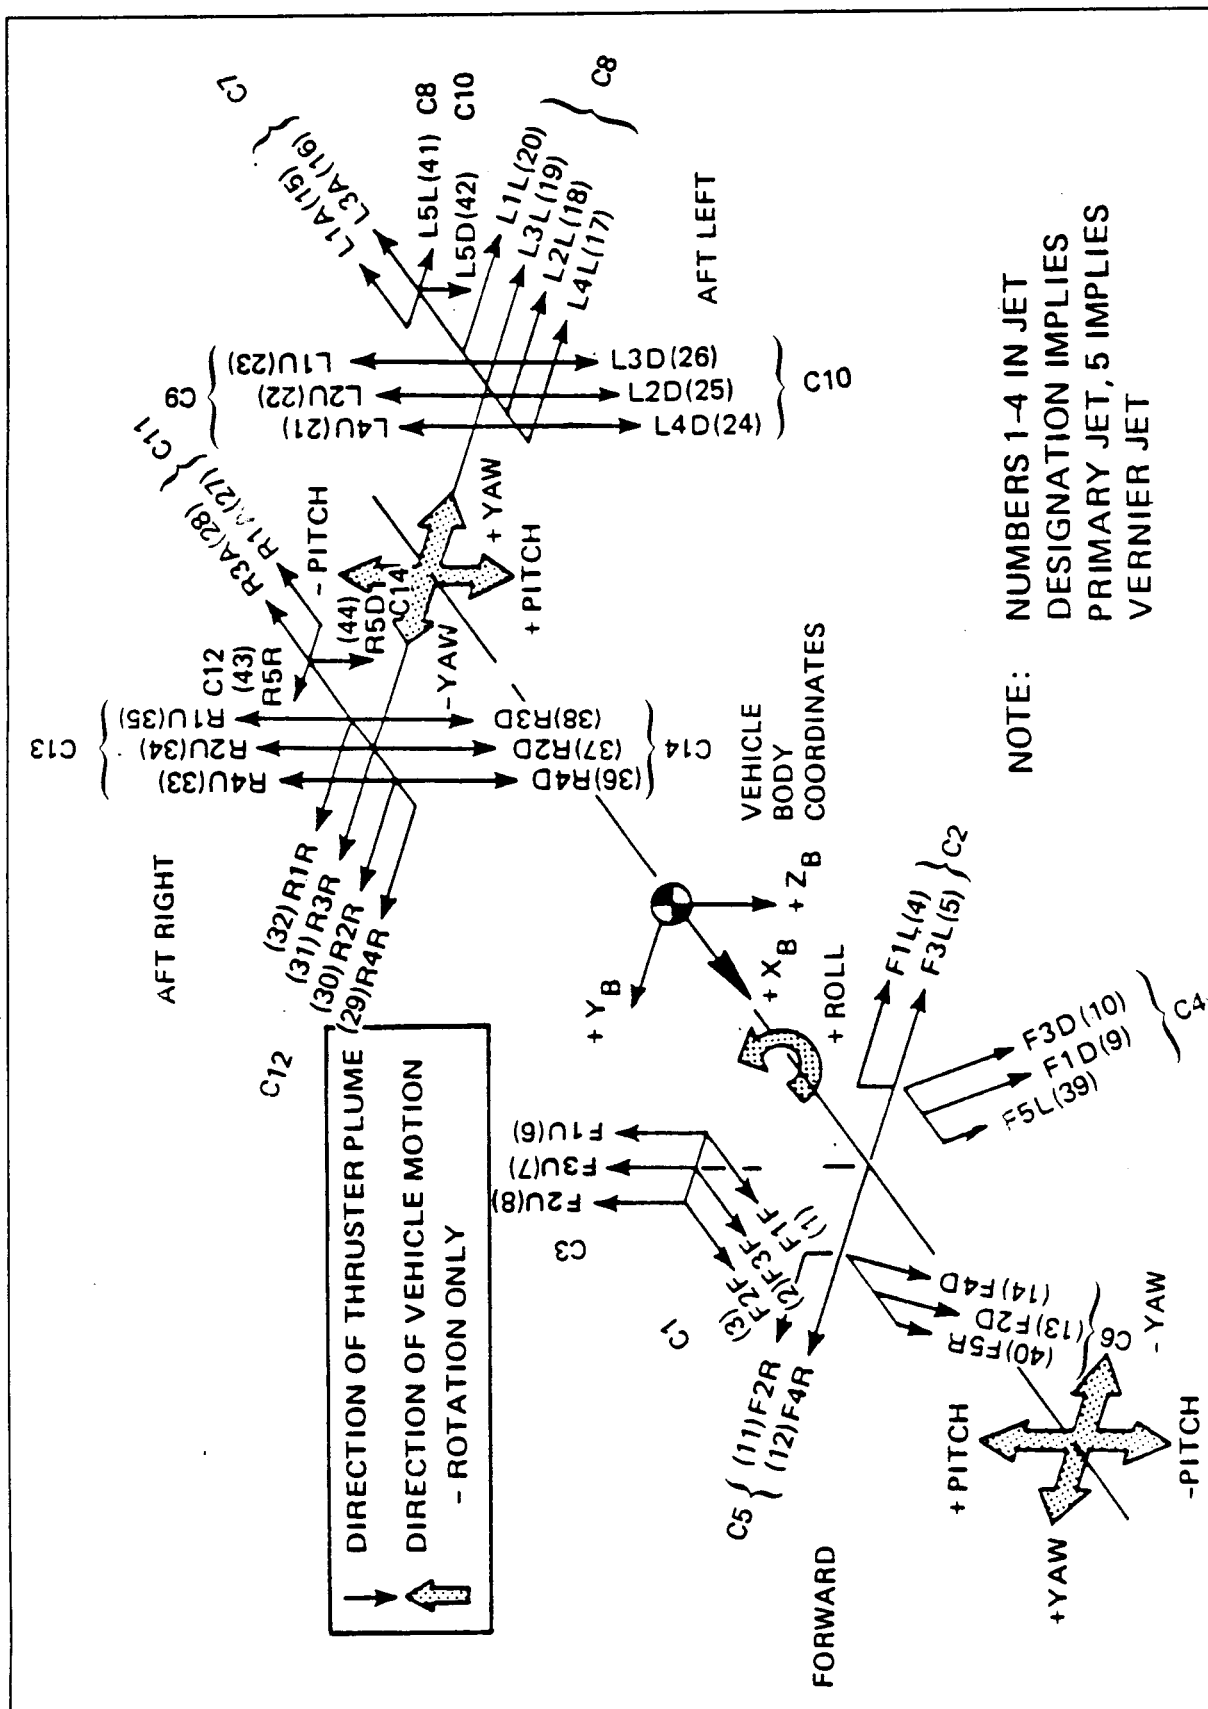 C7
L1A(15)
L3A(16)
L5L(41) C8
L5D(42) C10
L1L(20)
L3L(19)
L2L(18)
L4L(17)
C8
AFT LEFT
C9
L1U(23)
L2U(22)
L4U(21)
L3D(26)
L2D(25)
L4D(24)
C10
C11
R3A(28)
(27)
- PITCH
+ YAW
+ PITCH
- YAW
(44)
R5D
C14
C12
(43)
R5R
C13
R1U(35)
R2U(34)
R4U(33)
(38)R3D
(37)R2D
(36)R4D
C14
AFT RIGHT
(32)R1R
(31)R3R
(30)R2R
(29)R4R
C12
VEHICLE
BODY
COORDINATES
+ Y B
+ Z B
+ X B
+ ROLL
NOTE: NUMBERS 1-4 IN JET
DESIGNATION IMPLIES
PRIMARY JET, 5 IMPLIES
VERNIER JET
DIRECTION OF THRUSTER PLUME
DIRECTION OF VEHICLE MOTION
- ROTATION ONLY
F1L(4)
F3L(5)
C2
F3D(10)
F1D(9)
F5L(39)
C4
F1U(6)
F3U(7)
F2U(8)
C3
F1F
(1)
(2)F3F
F2F
(3)
C1
(14)F4D
(13)F2D
(40)F5R
C6
C5
(11)F2R
(12)F4R
FORWARD
+ PITCH
- YAW
+YAW
-PITCH